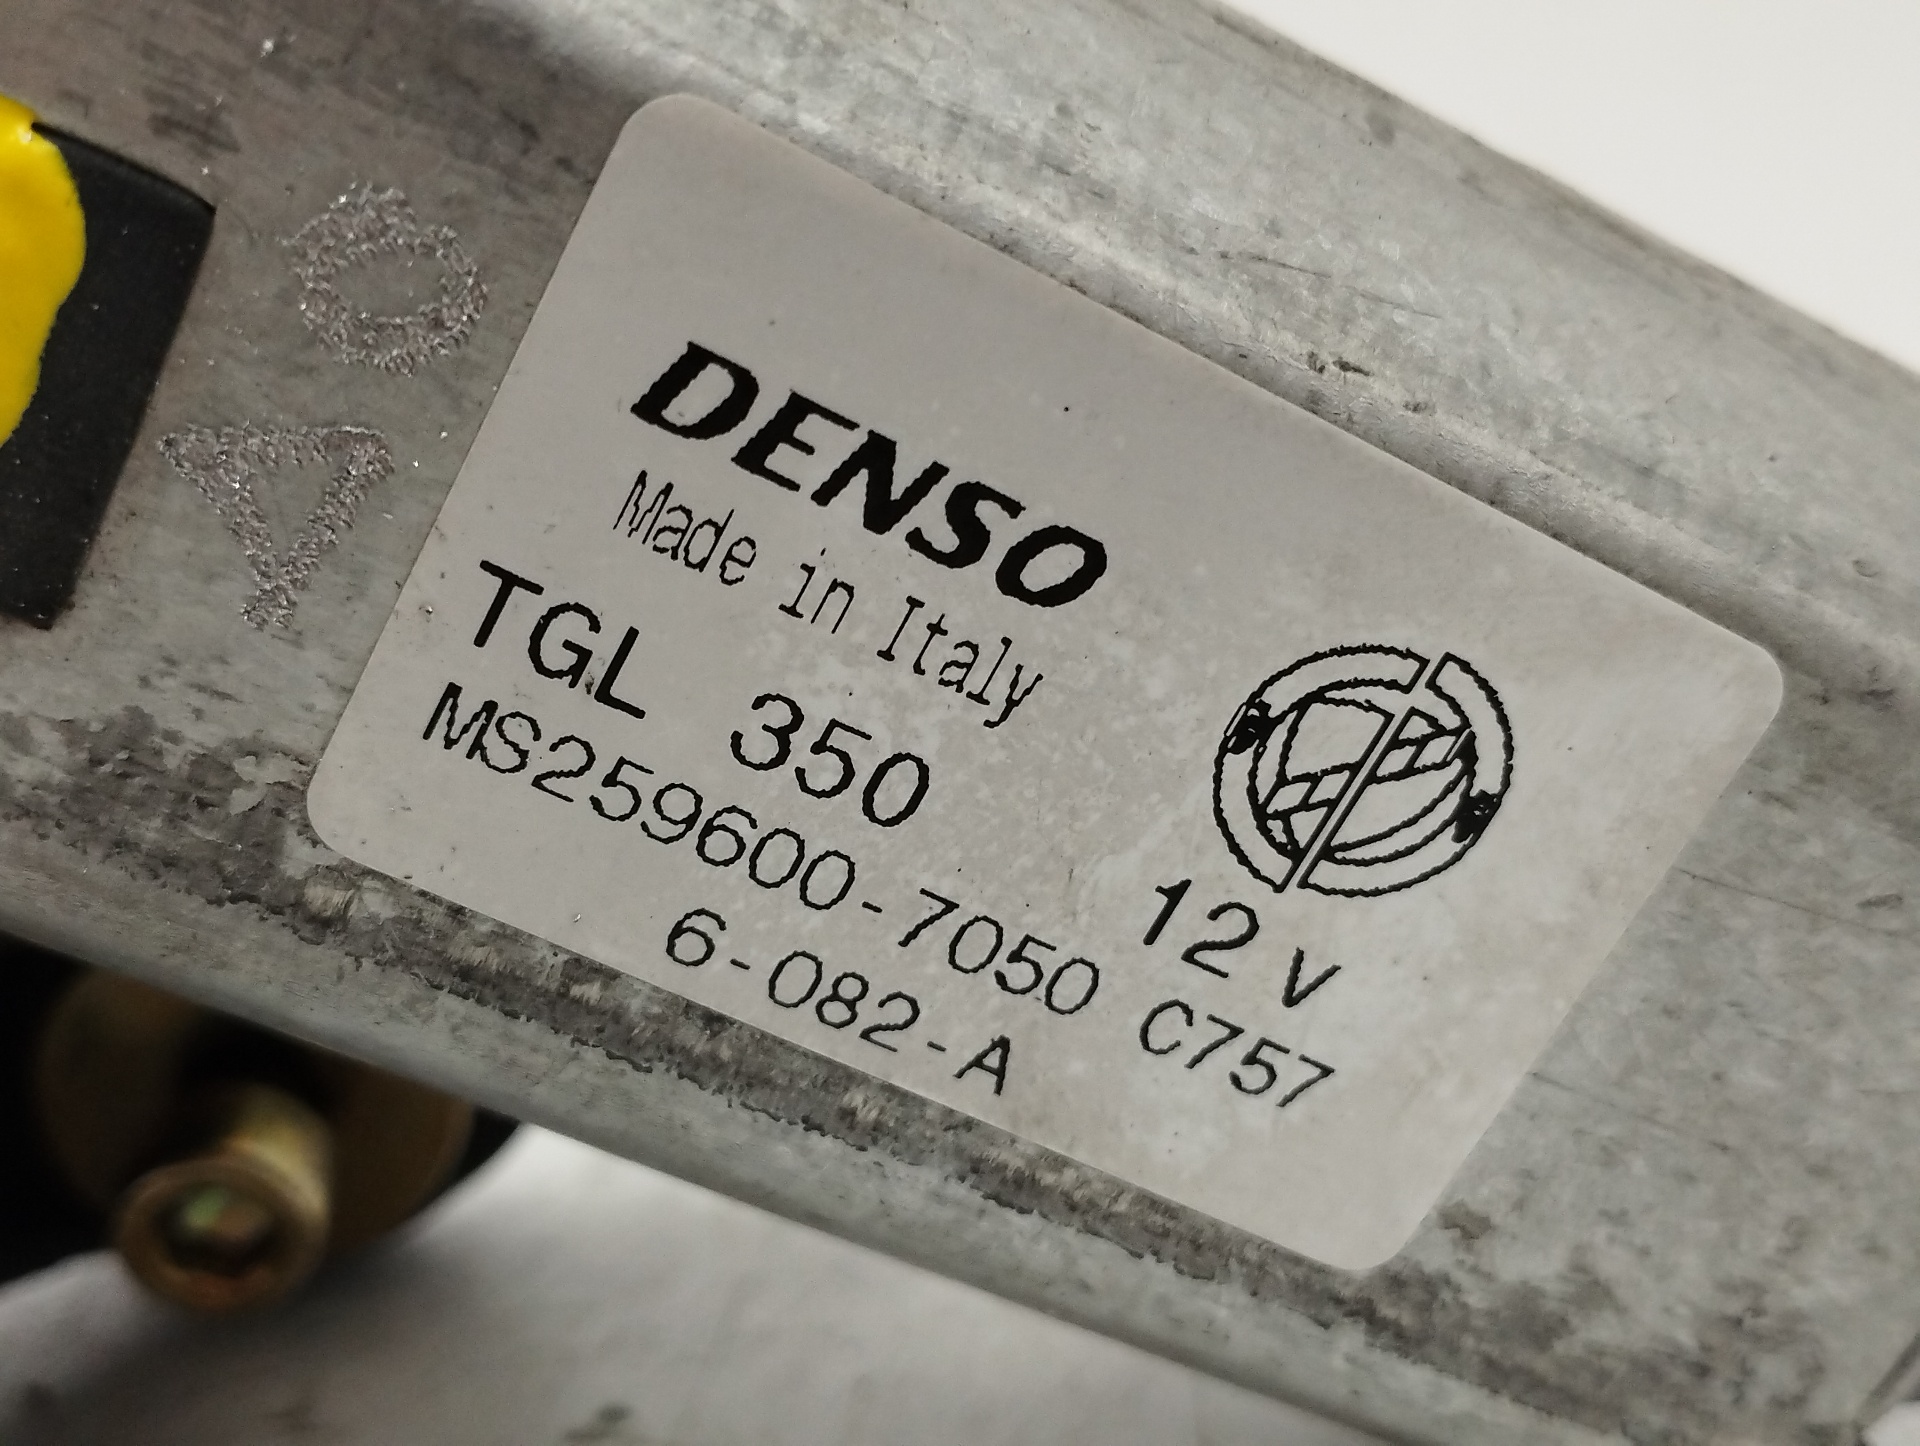 DENSO
Made in Italy
TGL 350
12 V
MS259600-7050 C757
6-082-A